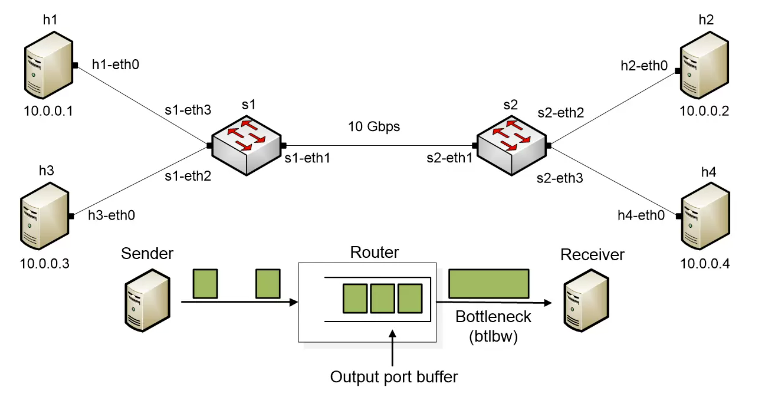 h1
h2
h1-eth0
h2-eth0
10.0.0.1
s1-eth3
s1
10 Gbps
s2
s2-eth2
10.0.0.2
s1-eth1
s2-eth1
h3
s1-eth2
s2-eth3
h4
h3-eth0
h4-eth0
10.0.0.3
10.0.0.4
Sender
Router
Receiver
Bottleneck
(btlbw)
Output port buffer